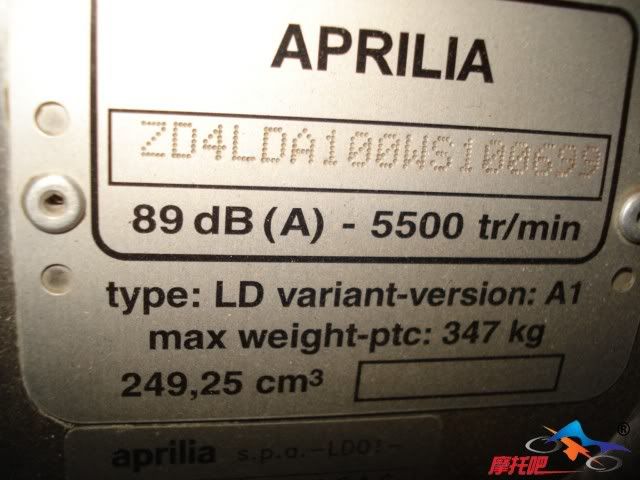 APRILIA
ZD4LDA100WS100699
89 dB (A) - 5500 tr/min
type: LD variant-version: A1
max weight-ptc: 347 kg
249,25 cm³
aprilia s.p.a.-LD01-
®
摩托吧